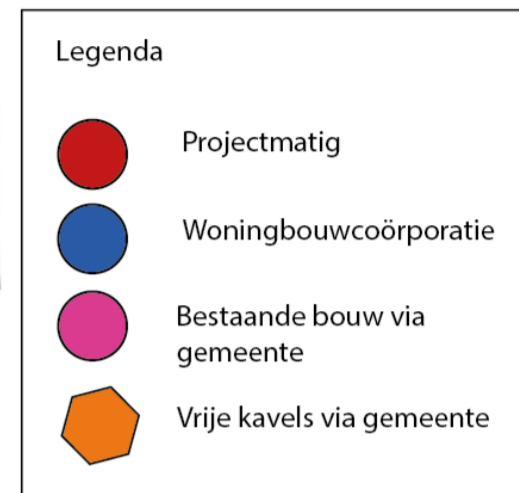 Legenda
Projectmatig
Woningbouwcoörporatie
Bestaande bouw via
gemeente
Vrije kavels via gemeente